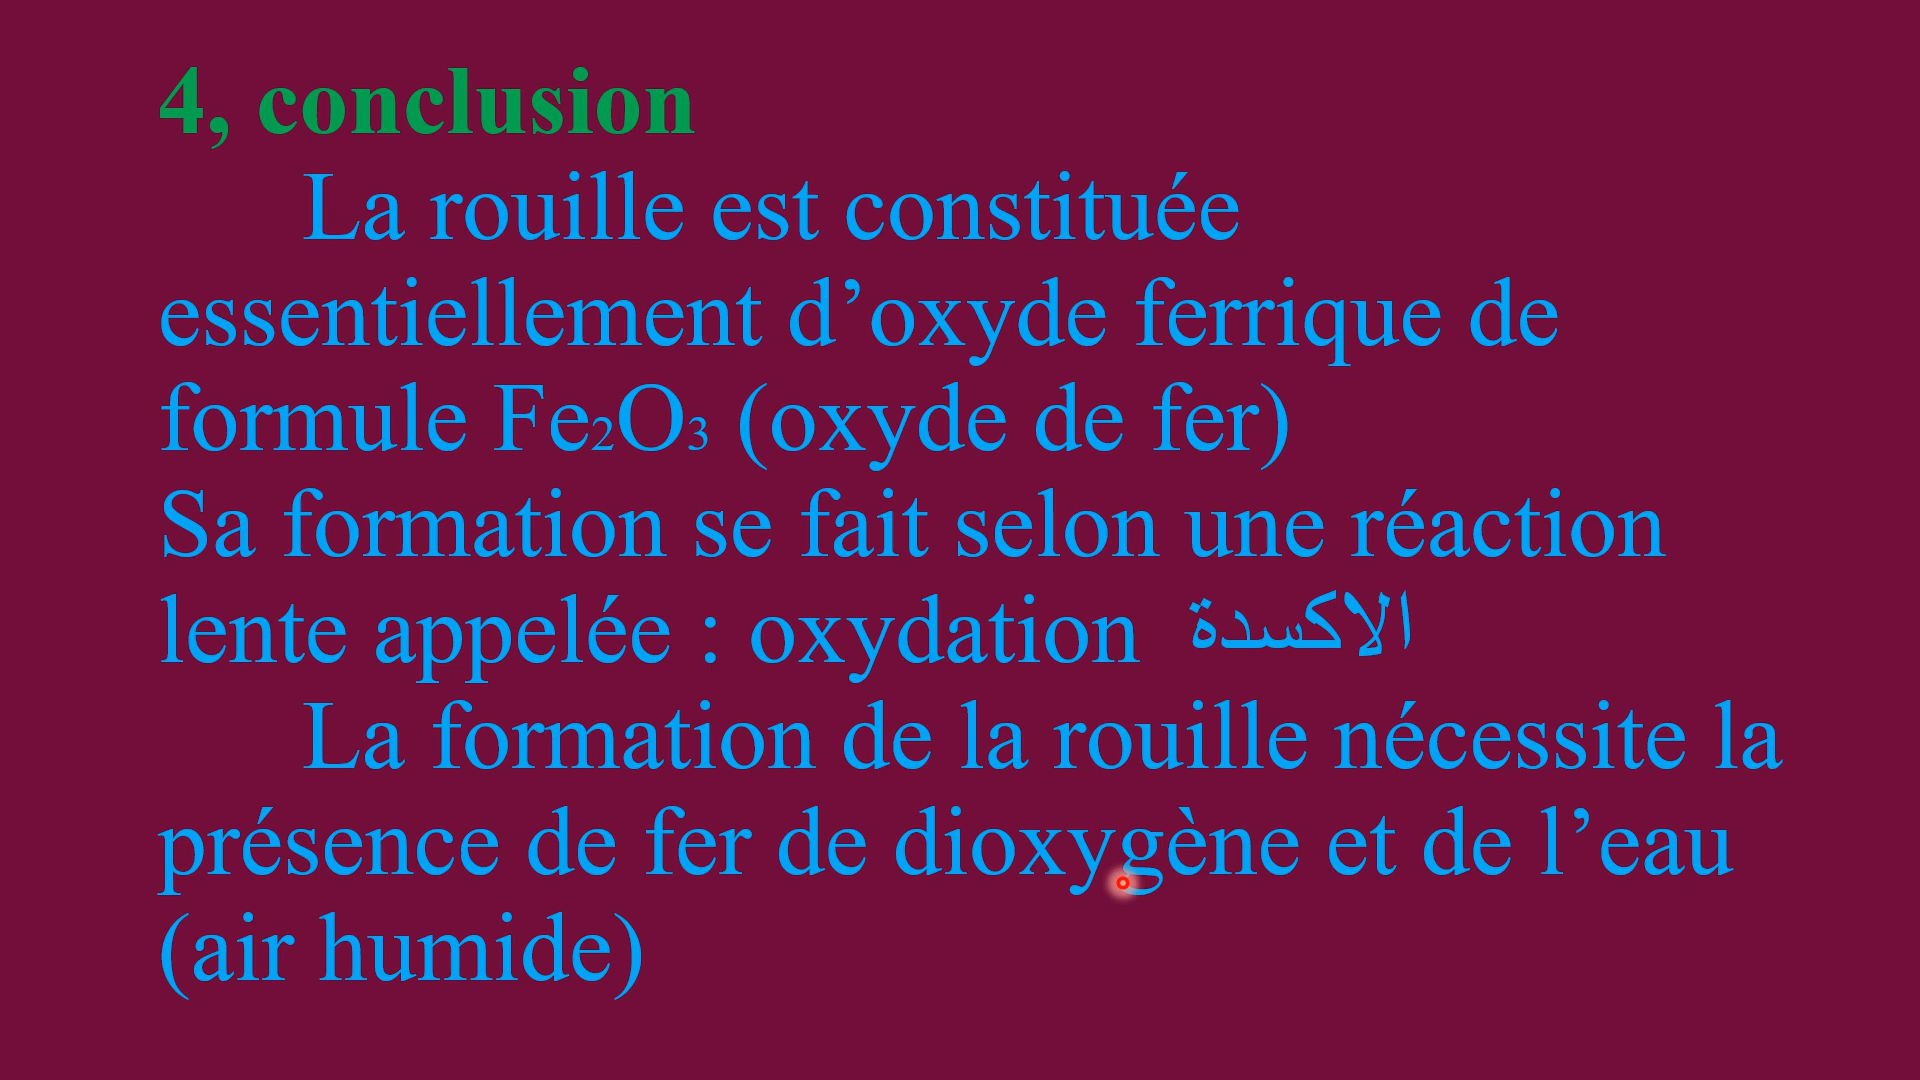 4, conclusion
La rouille est constituée
essentiellement d’oxyde ferrique de
formule Fe₂O₃ (oxyde de fer)
Sa formation se fait selon une réaction
lente appelée : oxydation الاكسدة
La formation de la rouille nécessite la
présence de fer de dioxygène et de l’eau
(air humide)